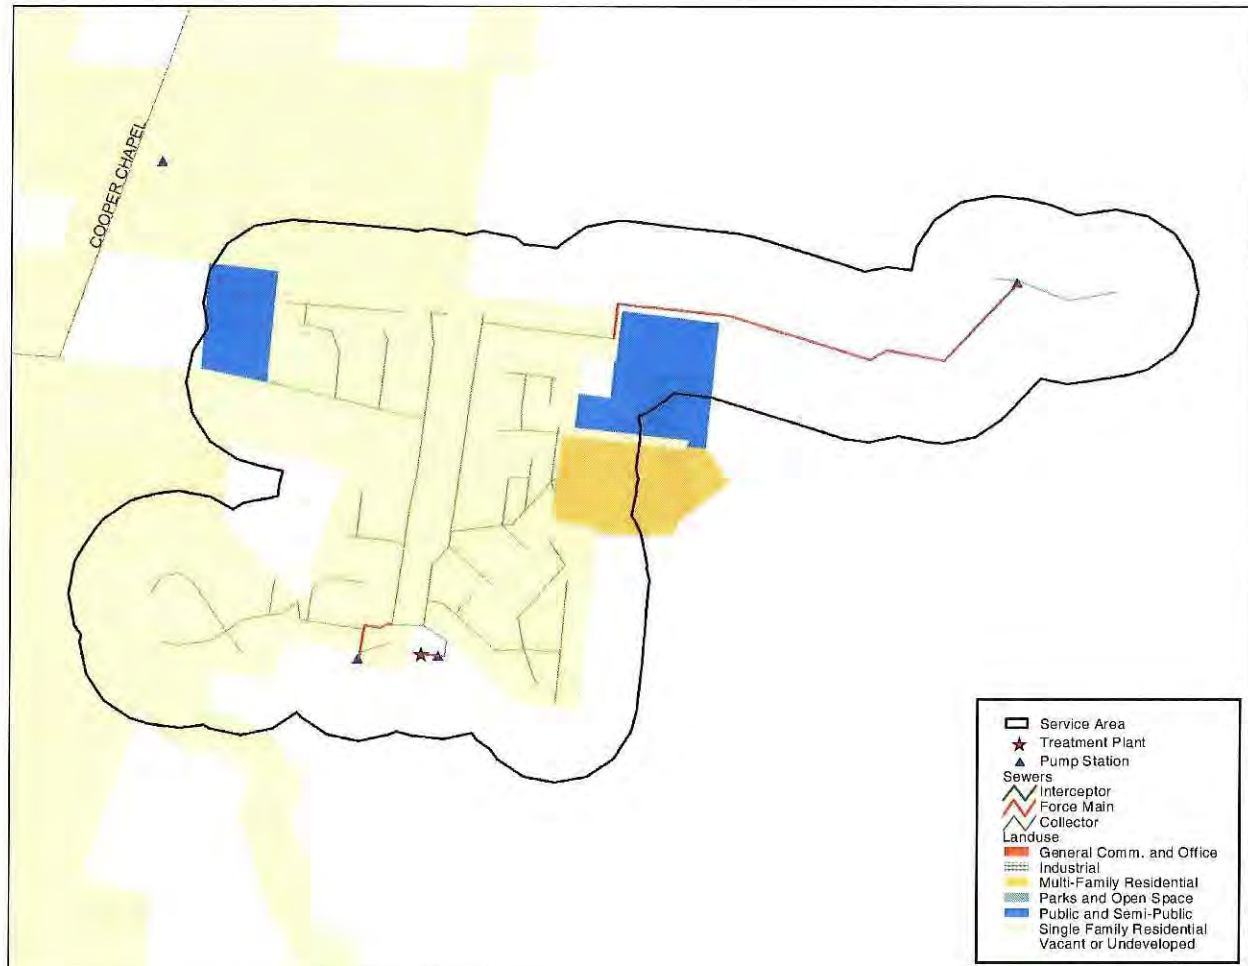 COOPER CHAPEL
Service Area
Treatment Plant
Pump Station
Sewers
Interceptor
Force Main
Collector
Landuse
General Comm. and Office
Industrial
Multi-Family Residential
Parks and Open Space
Public and Semi-Public
Single Family Residential
Vacant or Undeveloped